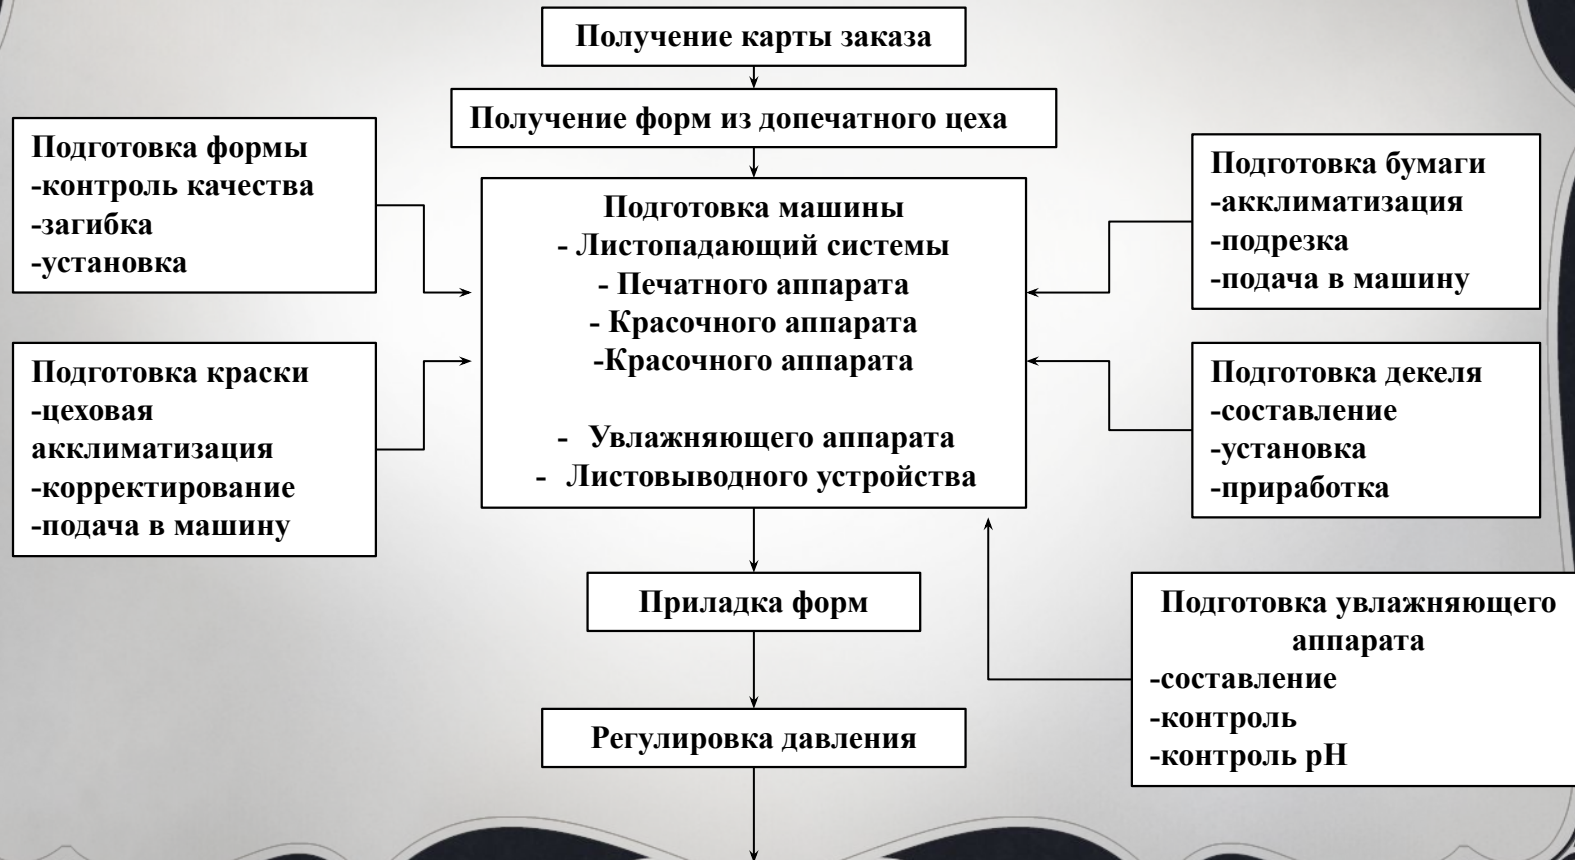 Получение карты заказа
Получение форм из допечатного цеха
Подготовка формы
-контроль качества
-загибка
-установка
Подготовка краски
-цеховая
акклиматизация
-корректирование
-подача в машину
Подготовка машины
- Листопадающий системы
- Печатного аппарата
- Красочного аппарата
-Красочного аппарата
- Увлажняющего аппарата
- Листовыводного устройства
Подготовка бумаги
-акклиматизация
-подрезка
-подача в машину
Подготовка декеля
-составление
-установка
-приработка
Приладка форм
Подготовка увлажняющего
аппарата
-составление
-контроль
-контроль pH
Регулировка давления